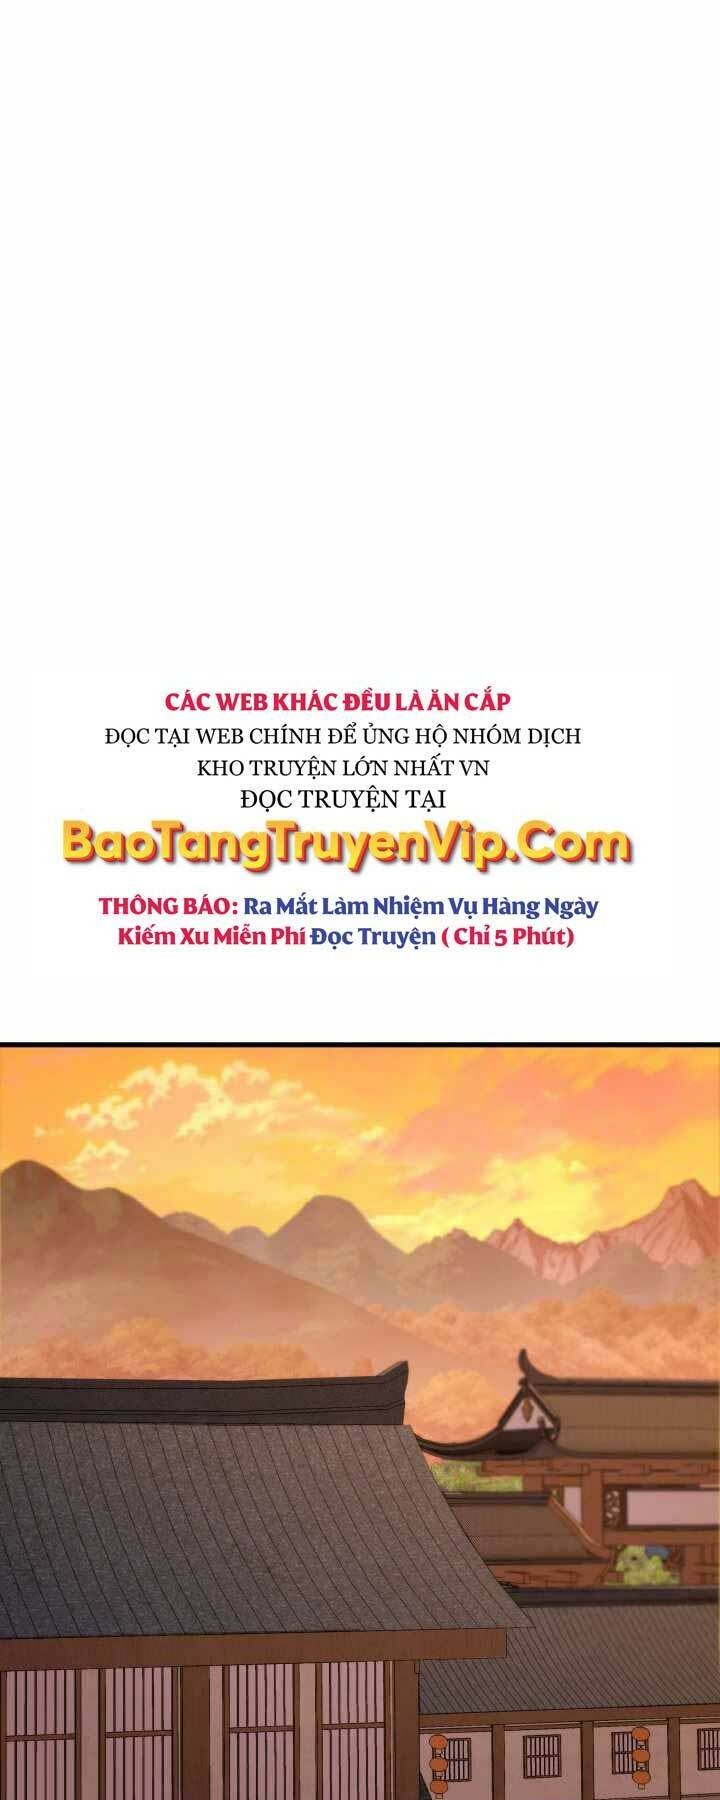 CÁC WEB KHÁC ĐỀU LÀ ĂN CẮP
ĐỌC TẠI WEB CHÍNH ĐỂ ỦNG HỘ NHÓM DỊCH
KHO TRUYỆN LỚN NHẤT VN
ĐỌC TRUYỆN TẠI
BaoTangTruyenVip.Com
THÔNG BÁO: Ra Mắt Làm Nhiệm Vụ Hàng Ngày
Kiếm Xu Miễn Phí Đọc Truyện ( Chỉ 5 Phút)